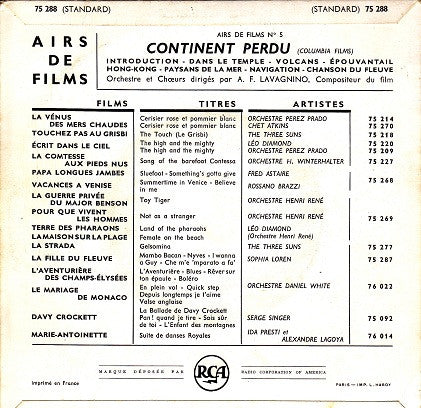 75 288 (STANDARD)
(STANDARD) 75 288
AIRS
DE
FILMS
AIRS DE FILMS N° 5
CONTINENT PERDU (COLUMBIA FILMS)
INTRODUCTION - DANS LE TEMPLE - VOLCANS - ÉPOUVANTAIL
HONG-KONG - PAYSANS DE LA MER - NAVIGATION - CHANSON DU FLEUVE
Orchestre et Chœurs dirigés par A. F. LAVAGNINO, Compositeur du film
FILMS TITRES ARTISTES
LA VÉNUS Cerisier rose et pommier blanc ORCHESTRE PEREZ PRADO 75 214
DES MERS CHAUDES Cerisier rose et pommier blanc CHET ATKINS 75 270
TOUCHEZ PAS AU GRISBI The Touch (Le Grisbi) THE THREE SUNS 75 218
ÉCRIT DANS LE CIEL The high and the mighty LÉO DIAMOND 75 220
The high and the mighty ORCHESTRE PEREZ PRADO 75 209
LA COMTESSE
AUX PIEDS NUS Song of the barefoot Contessa ORCHESTRE H. WINTERHALTER 75 227
PAPA LONGUES JAMBES Sluefoot - Something's gotta give FRED ASTAIRE
75 268
VACANCES A VENISE Summertime in Venice - Believe
in me ROSSANO BRAZZI
LA GUERRE PRIVÉE
DU MAJOR BENSON Toy Tiger ORCHESTRE HENRI RENÉ
POUR QUE VIVENT
LES HOMMES Not as a stranger ORCHESTRE HENRI RENÉ 75 269
TERRE DES PHARAONS Land of the pharaohs LÉO DIAMOND
LA MAISON SUR LA PLAGE Female on the beach (Orchestre Henri René)
LA STRADA Gelsomina THE THREE SUNS 75 277
LA FILLE DU FLEUVE Mambo Bacan - Nyves - I wanna
a Guy - Che m'e 'mparato a fa' SOPHIA LOREN 75 287
L'AVENTURIÈRE
DES CHAMPS-ÉLYSÉES L'Aventurière - Blues - Rêver sur
ton épaule - Boléro
LE MARIAGE
DE MONACO En plein vol - Quick step
Depuis longtemps je l'aime
Valse anglaise
ORCHESTRE DANIEL WHITE 76 022
DAVY CROCKETT La Ballade de Davy Crockett
Pan ! quand je tire - Sais sûr
de toi - L'Enfant des montagnes
SERGE SINGER 75 092
MARIE-ANTOINETTE Suite de danses Royales IDA PRESTI et
ALEXANDRE LAGOYA 76 014
MARQUE DÉPOSÉE PAR RCA RADIO CORPORATION OF AMERICA
Imprimé en France
PARIS — IMP. L. HARDY